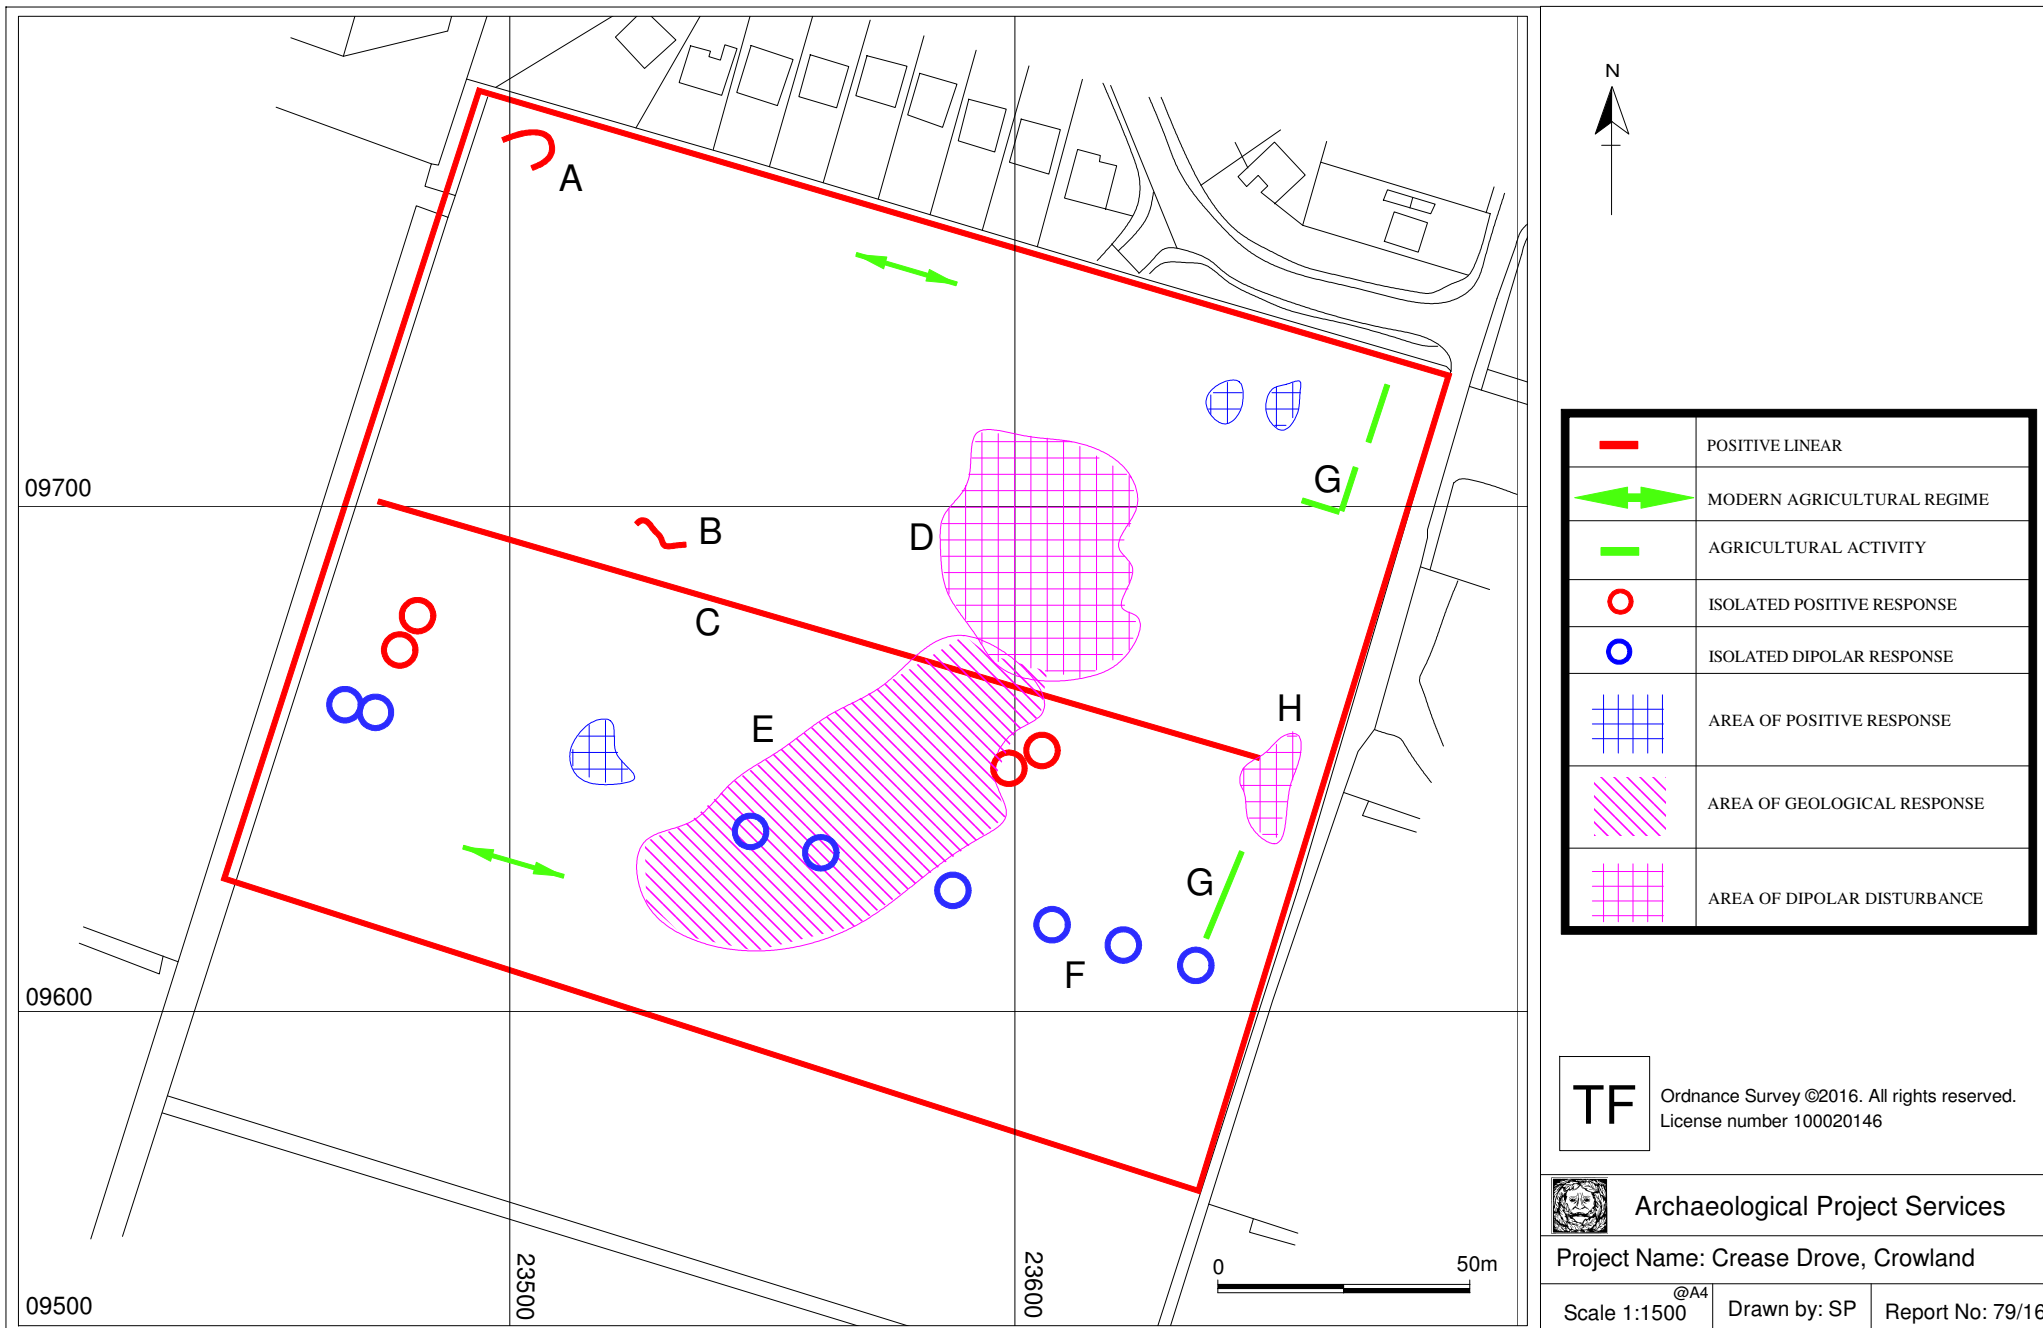 A
B
C
D
E
F
G
G
H
09700
09600
09500
23500
23600
0
50m
N
POSITIVE LINEAR
MODERN AGRICULTURAL REGIME
AGRICULTURAL ACTIVITY
ISOLATED POSITIVE RESPONSE
ISOLATED DIPOLAR RESPONSE
AREA OF POSITIVE RESPONSE
AREA OF GEOLOGICAL RESPONSE
AREA OF DIPOLAR DISTURBANCE
TF
Ordnance Survey ©2016. All rights reserved.
License number 100020146
Archaeological Project Services
Project Name: Crease Drove, Crowland
Scale 1:1500 @A4
Drawn by: SP
Report No: 79/16